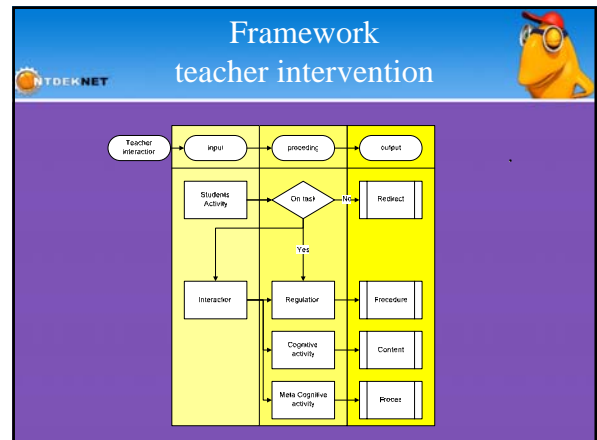 Framework
teacher intervention
NTDEKNET
Teacher
interaction
input
proceding
output
Students
Activity
On task
No
Redirect
Yes
Interaction
Regulation
Procedure
Cognitive
activity
Content
Meta Cognitive
activity
Proces